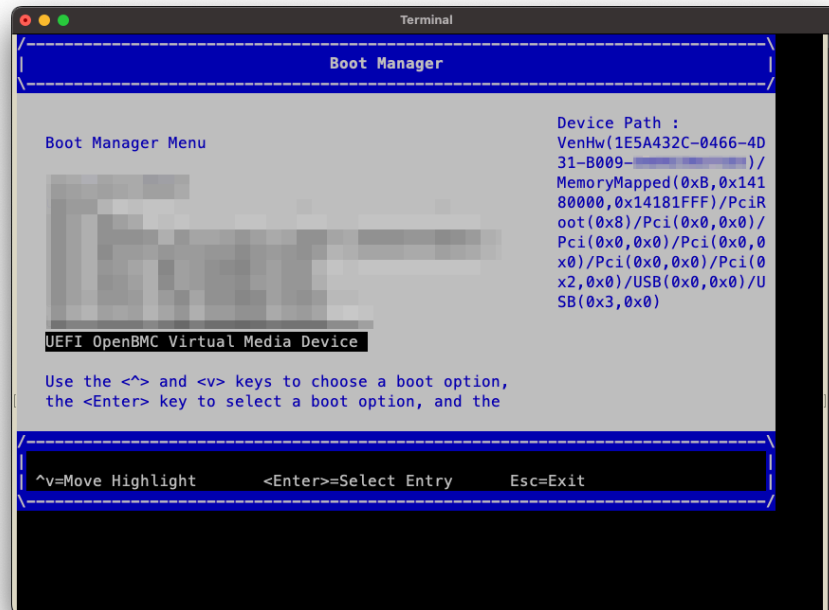 Terminal
/------------------------------------------------------------------------------\
| Boot Manager |
\------------------------------------------------------------------------------/
Boot Manager Menu
UEFI OpenBMC Virtual Media Device
Use the <^> and <v> keys to choose a boot option,
the <Enter> key to select a boot option, and the
Device Path :
VenHw(1E5A432C-0466-4D
31-B009-)/
MemoryMapped(0xB,0x141
80000,0x14181FFF)/PciR
oot(0x8)/Pci(0x0,0x0)/
Pci(0x0,0x0)/Pci(0x0,0
x0)/Pci(0x0,0x0)/Pci(0
x2,0x0)/USB(0x0,0x0)/U
SB(0x3,0x0)
/------------------------------------------------------------------------------\
| |
| ^v=Move Highlight <Enter>=Select Entry Esc=Exit |
\------------------------------------------------------------------------------/